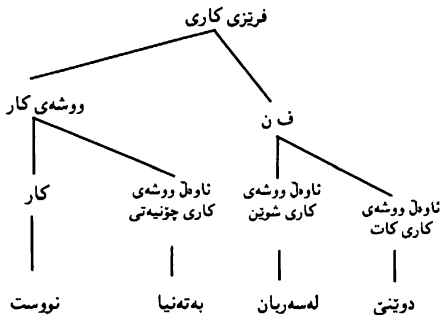 فرێزی کاری
ف ن
ووشەی کار
ئاوەڵ ووشەی
کاری کات
ئاوەڵ ووشەی
کاری شوێن
ئاوەڵ ووشەی
کاری چۆنیەتی
کار
دوێنێ
لەسەربان
بەتەنیا
نووست